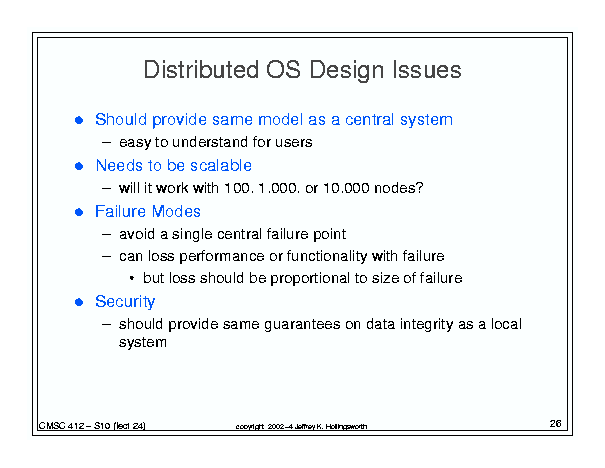 Distributed OS Design Issues
● Should provide same model as a central system
– easy to understand for users
● Needs to be scalable
– will it work with 100. 1.000. or 10.000 nodes?
● Failure Modes
– avoid a single central failure point
– can loss performance or functionality with failure
• but loss should be proportional to size of failure
● Security
– should provide same guarantees on data integrity as a local
system
CMSC 412 – S10 (lect 24)
copyright 2002-4 Jeffrey K. Hollingsworth
26